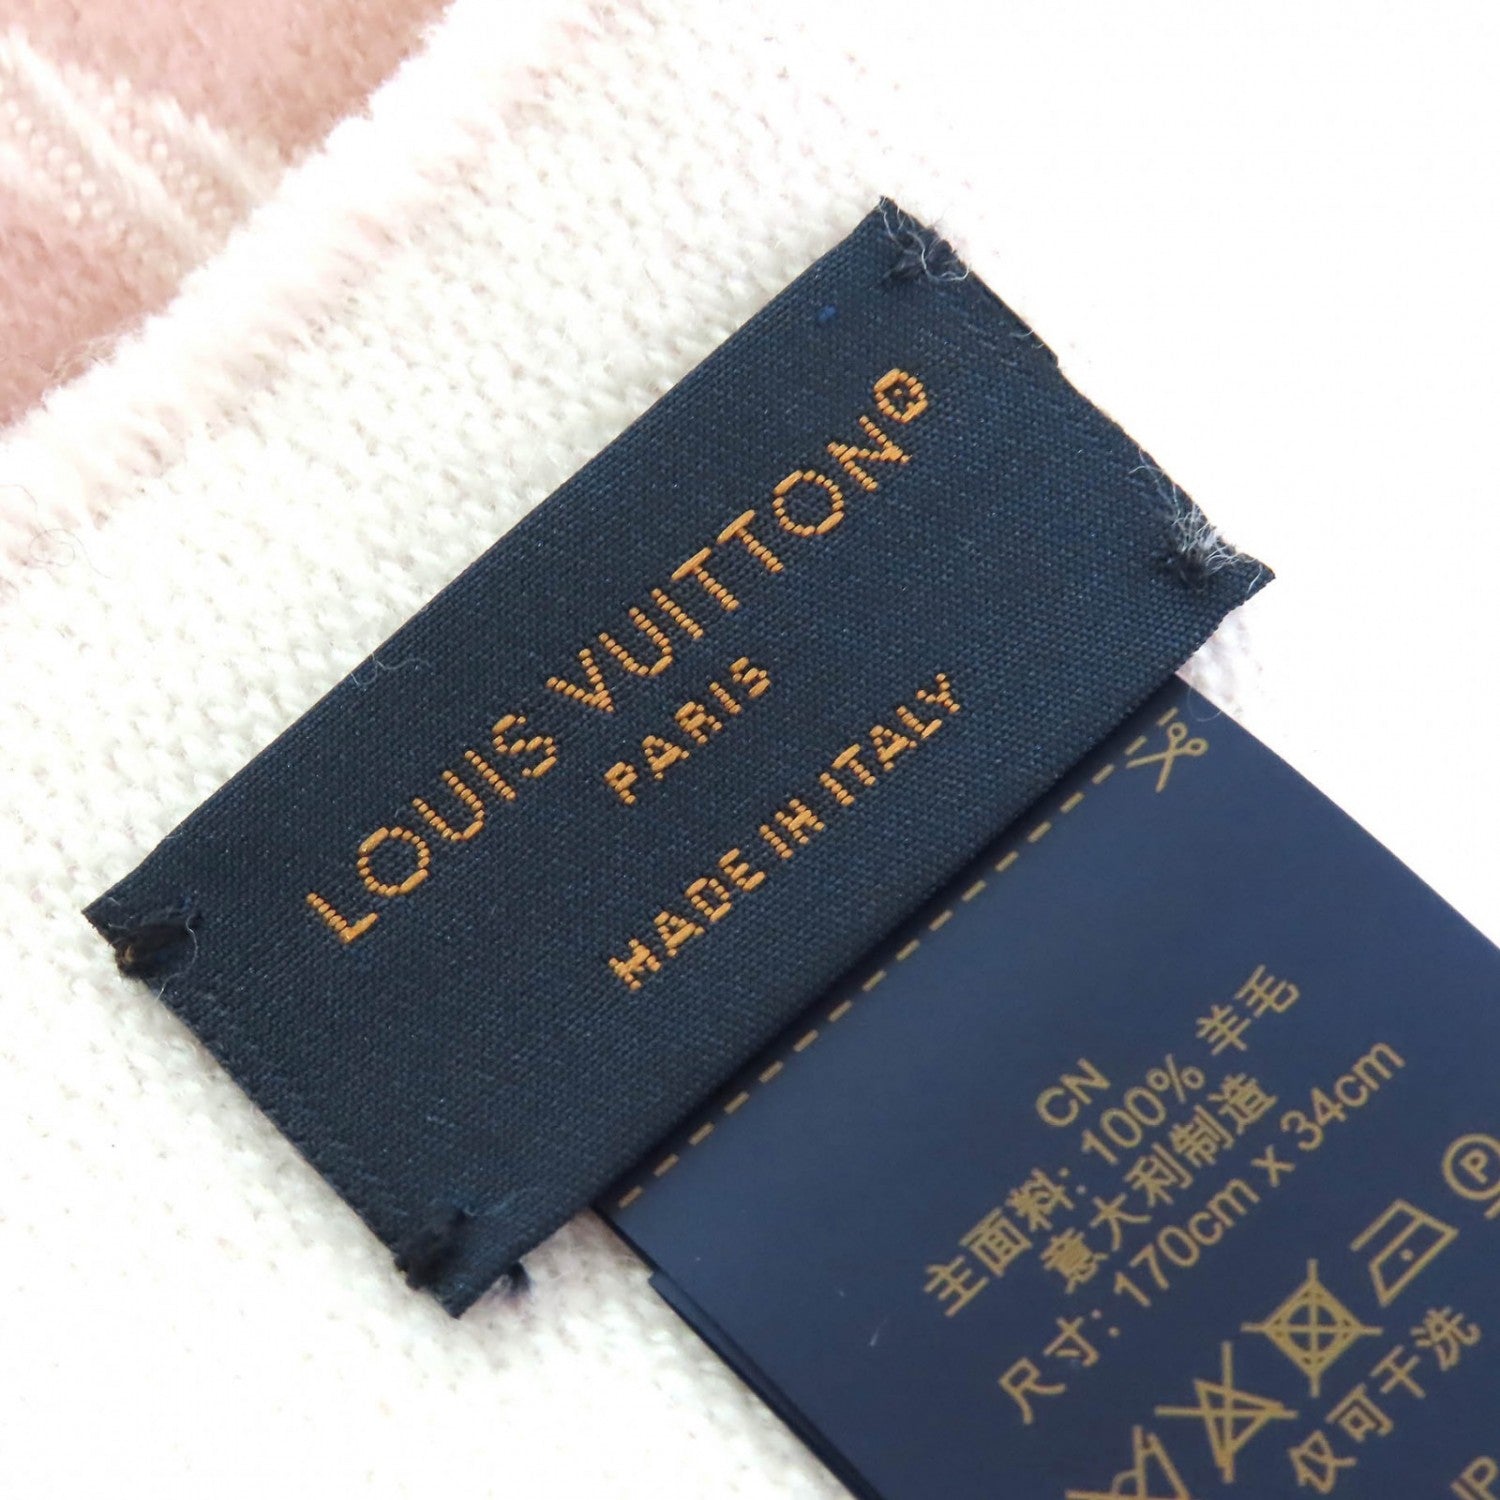 LOUIS VUITTON®
PARIS
MADE IN ITALY
CN
主面料: 100% 羊毛
意大利制造
尺寸: 170cm x 34cm
P
仅可干洗
JP